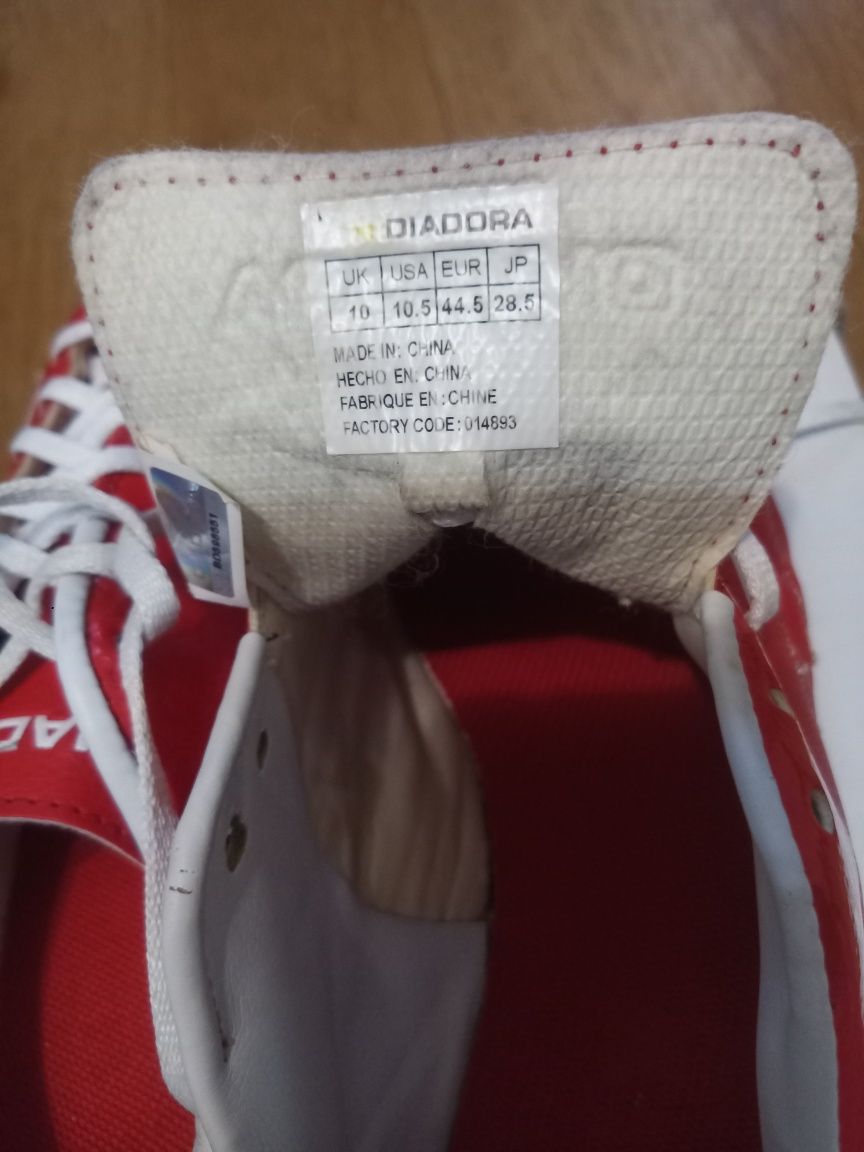 DIADORA
UK USA EUR JP
10 10.5 44.5 28.5
MADE IN: CHINA
HECHO EN: CHINA
FABRIQUE EN:CHINE
FACTORY CODE:014893